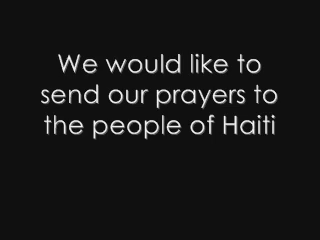 We would like to
send our prayers to
the people of Haiti